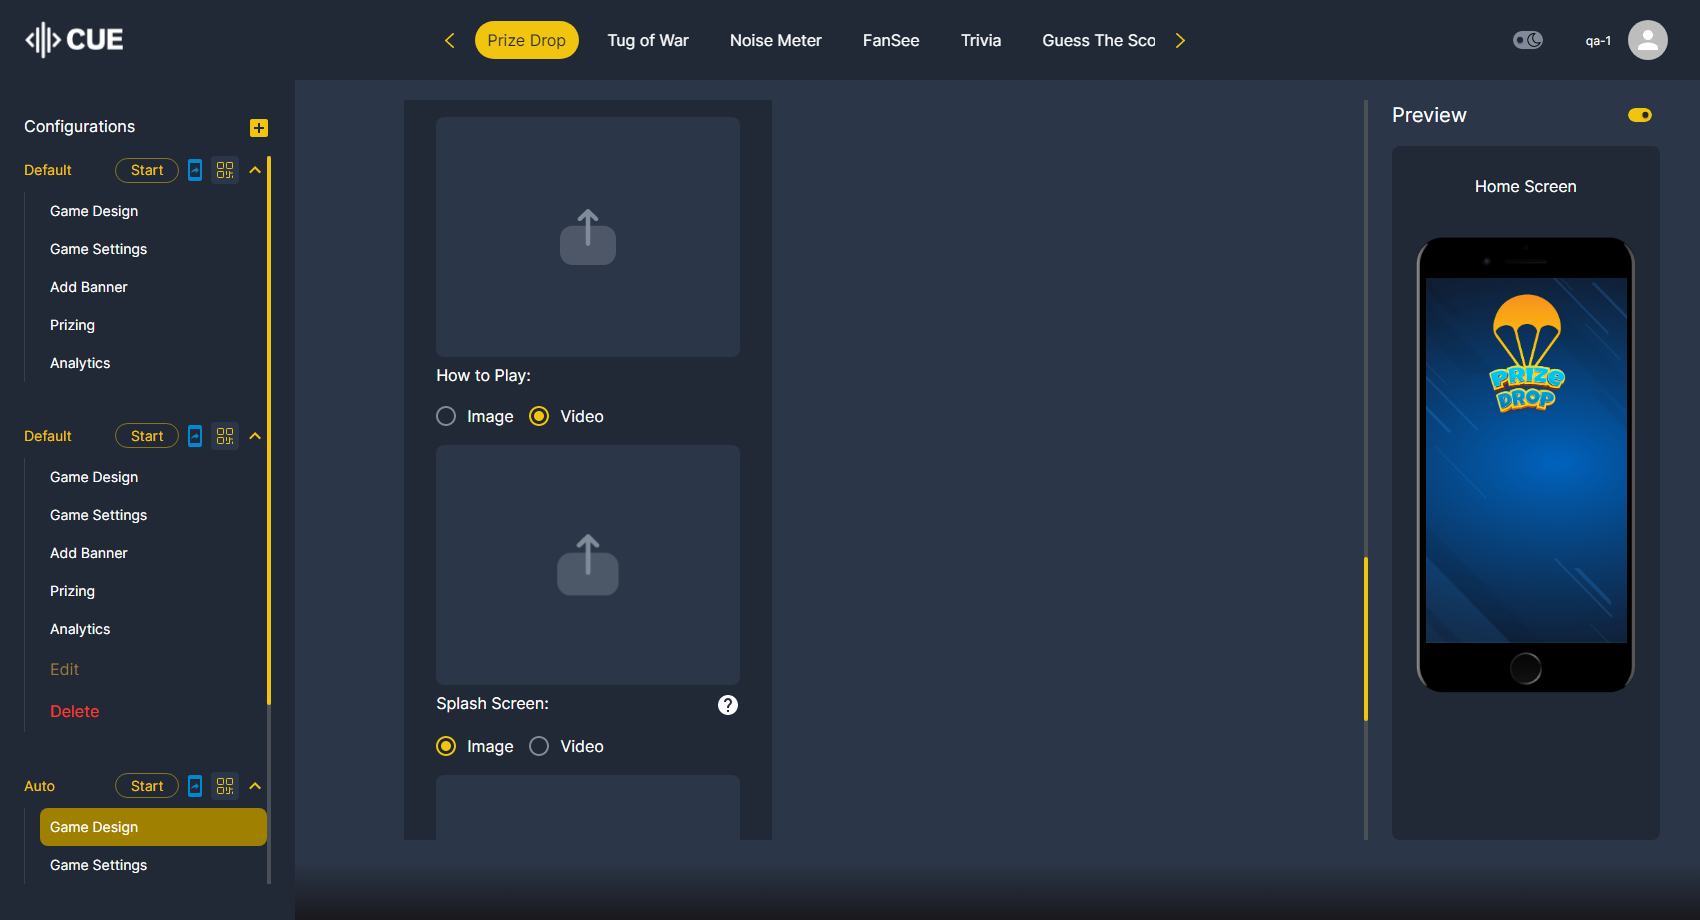 CUE
Prize Drop
Tug of War
Noise Meter
FanSee
Trivia
Guess The Sco
qa-1
Configurations
Default
Start
Game Design
Game Settings
Add Banner
Prizing
Analytics
Default
Start
Game Design
Game Settings
Add Banner
Prizing
Analytics
Edit
Delete
Auto
Start
Game Design
Game Settings
How to Play:
Image
Video
Splash Screen:
?
Image
Video
Preview
Home Screen
PRIZE
DROP